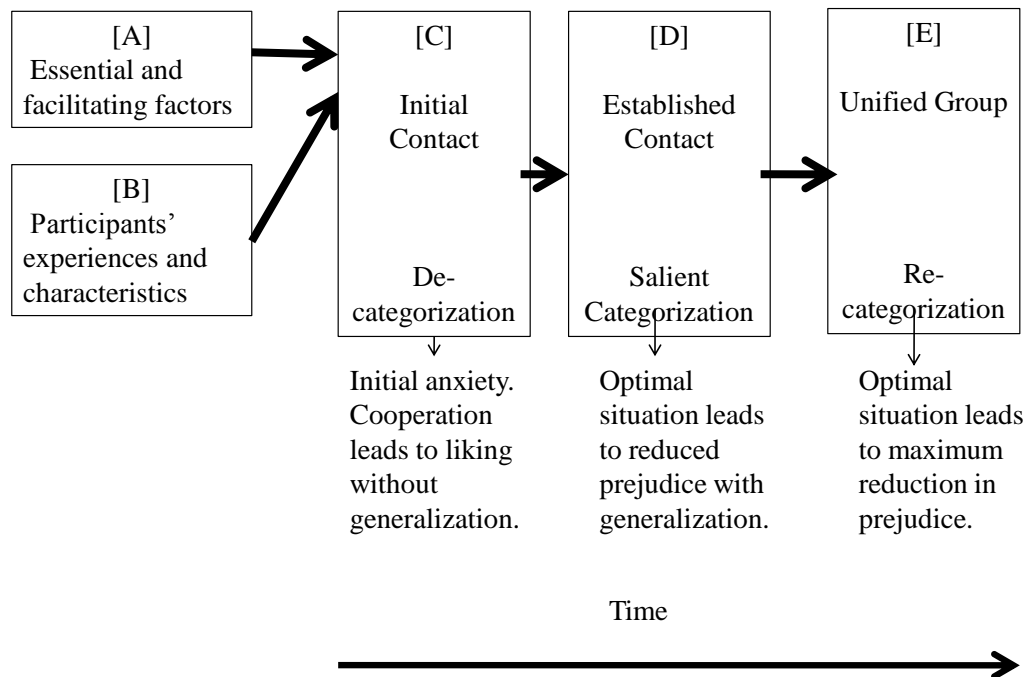 [A]
Essential and
facilitating factors
[B]
Participants’
experiences and
characteristics
[C]
Initial
Contact
De-
categorization
Initial anxiety.
Cooperation
leads to liking
without
generalization.
[D]
Established
Contact
Salient
Categorization
Optimal
situation leads
to reduced
prejudice with
generalization.
[E]
Unified Group
Re-
categorization
Optimal
situation leads
to maximum
reduction in
prejudice.
Time